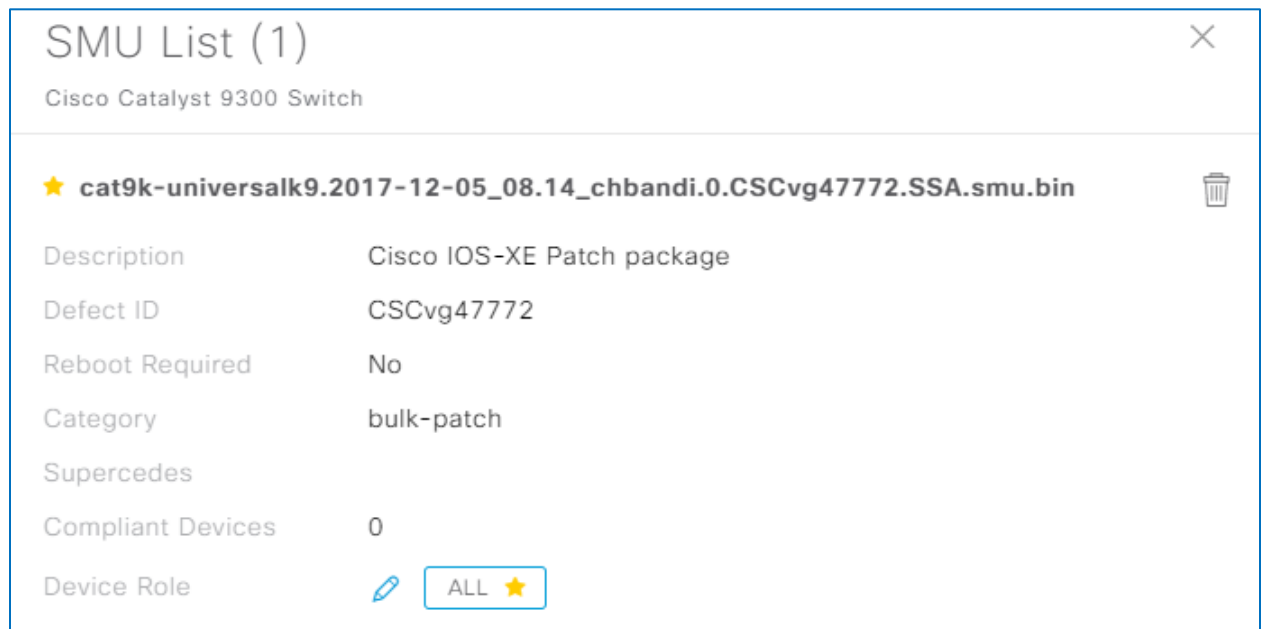 SMU List (1)
Cisco Catalyst 9300 Switch
cat9k-universalk9.2017-12-05_08.14_chbandi.0.CSCvg47772.SSA.smu.bin
Description Cisco IOS-XE Patch package
Defect ID CSCvg47772
Reboot Required No
Category bulk-patch
Supercedes
Compliant Devices 0
Device Role ALL